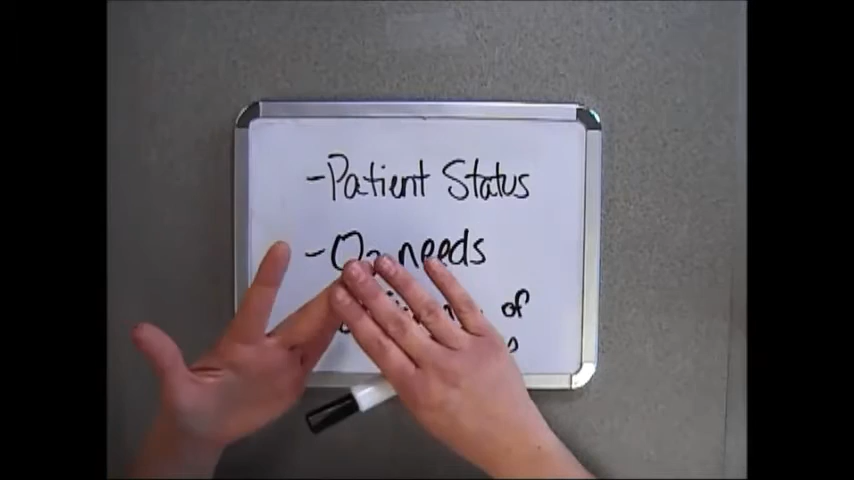 -Patient Status
-O₂ needs
of